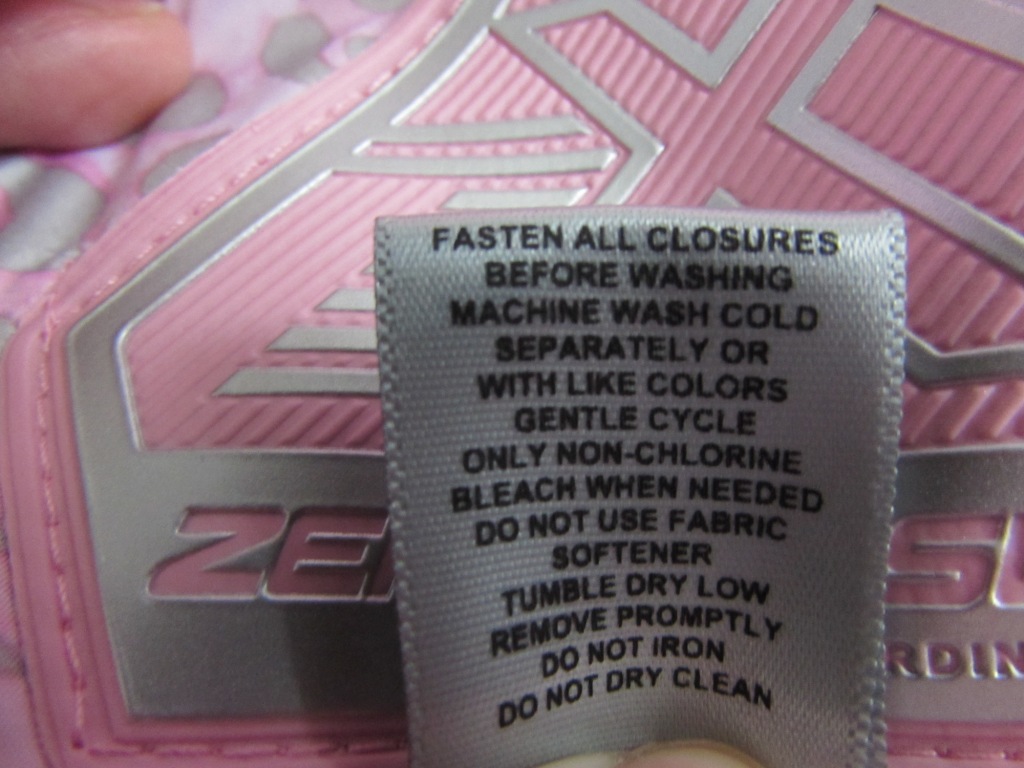 FASTEN ALL CLOSURES
BEFORE WASHING
MACHINE WASH COLD
SEPARATELY OR
WITH LIKE COLORS
GENTLE CYCLE
ONLY NON-CHLORINE
BLEACH WHEN NEEDED
DO NOT USE FABRIC
SOFTENER
TUMBLE DRY LOW
REMOVE PROMPTLY
DO NOT IRON
DO NOT DRY CLEAN